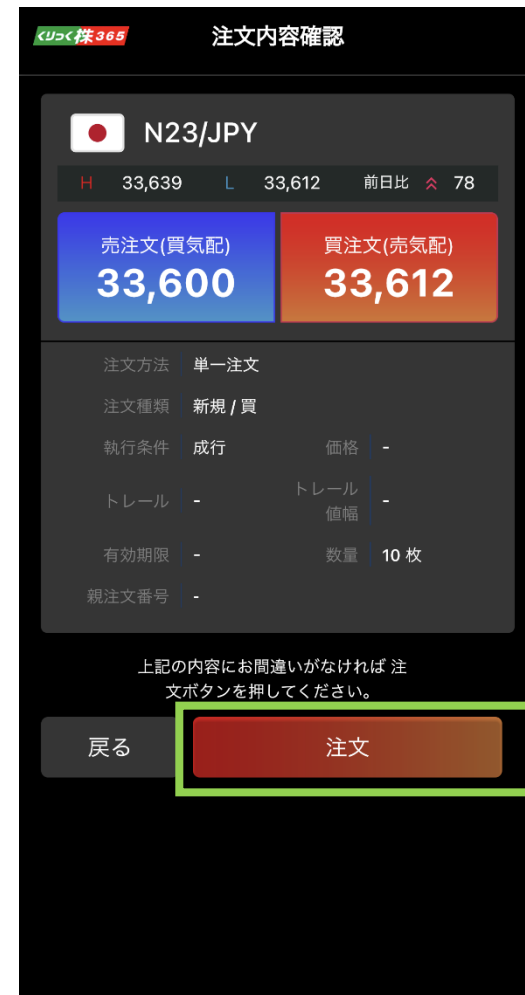 くりっく株365
注文内容確認
N23/JPY
H 33,639 L 33,612 前日比 78
売注文(買気配) 買注文(売気配)
33,600 33,612
注文方法 単一注文
注文種類 新規 / 買
執行条件 成行 価格 -
トレール - トレール
値幅 -
有効期限 - 数量 10 枚
親注文番号 -
上記の内容にお間違いがなければ 注
文ボタンを押してください。
戻る 注文